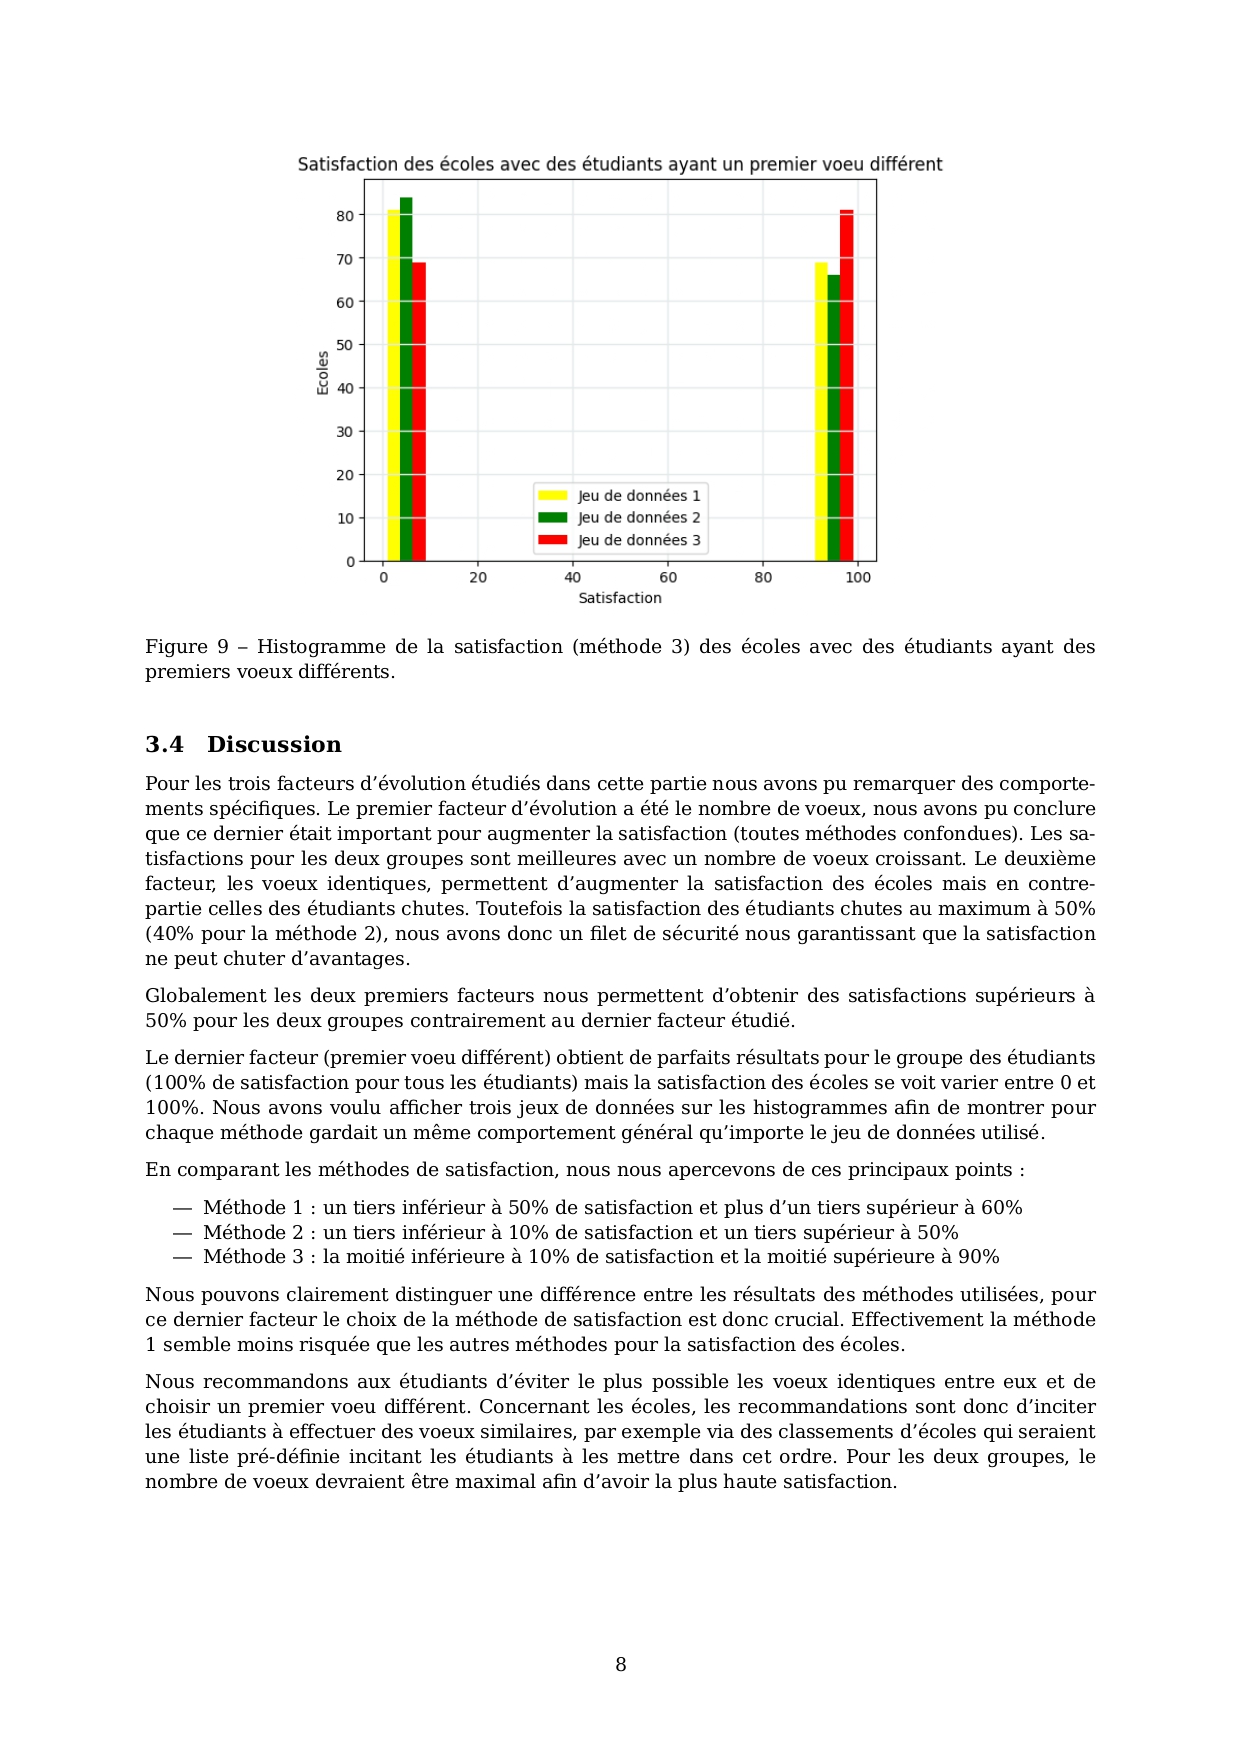 Satisfaction des écoles avec des étudiants ayant un premier voeu différent
80
70
60
50
40
30
20
10
0
Ecoles
Jeu de données 1
Jeu de données 2
Jeu de données 3
0 20 40 60 80 100
Satisfaction
Figure 9 – Histogramme de la satisfaction (méthode 3) des écoles avec des étudiants ayant des
premiers voeux différents.
3.4 Discussion
Pour les trois facteurs d’évolution étudiés dans cette partie nous avons pu remarquer des comporte-
ments spécifiques. Le premier facteur d’évolution a été le nombre de voeux, nous avons pu conclure
que ce dernier était important pour augmenter la satisfaction (toutes méthodes confondues). Les sa-
tisfactions pour les deux groupes sont meilleures avec un nombre de voeux croissant. Le deuxième
facteur, les voeux identiques, permettent d’augmenter la satisfaction des écoles mais en contre-
partie celles des étudiants chutes. Toutefois la satisfaction des étudiants chutes au maximum à 50%
(40% pour la méthode 2), nous avons donc un filet de sécurité nous garantissant que la satisfaction
ne peut chuter d’avantages.
Globalement les deux premiers facteurs nous permettent d’obtenir des satisfactions supérieurs à
50% pour les deux groupes contrairement au dernier facteur étudié.
Le dernier facteur (premier voeu différent) obtient de parfaits résultats pour le groupe des étudiants
(100% de satisfaction pour tous les étudiants) mais la satisfaction des écoles se voit varier entre 0 et
100%. Nous avons voulu afficher trois jeux de données sur les histogrammes afin de montrer pour
chaque méthode gardait un même comportement général qu’importe le jeu de données utilisé.
En comparant les méthodes de satisfaction, nous nous apercevons de ces principaux points :
— Méthode 1 : un tiers inférieur à 50% de satisfaction et plus d’un tiers supérieur à 60%
— Méthode 2 : un tiers inférieur à 10% de satisfaction et un tiers supérieur à 50%
— Méthode 3 : la moitié inférieure à 10% de satisfaction et la moitié supérieure à 90%
Nous pouvons clairement distinguer une différence entre les résultats des méthodes utilisées, pour
ce dernier facteur le choix de la méthode de satisfaction est donc crucial. Effectivement la méthode
1 semble moins risquée que les autres méthodes pour la satisfaction des écoles.
Nous recommandons aux étudiants d’éviter le plus possible les voeux identiques entre eux et de
choisir un premier voeu différent. Concernant les écoles, les recommandations sont donc d’inciter
les étudiants à effectuer des voeux similaires, par exemple via des classements d’écoles qui seraient
une liste pré-définie incitant les étudiants à les mettre dans cet ordre. Pour les deux groupes, le
nombre de voeux devraient être maximal afin d’avoir la plus haute satisfaction.
8